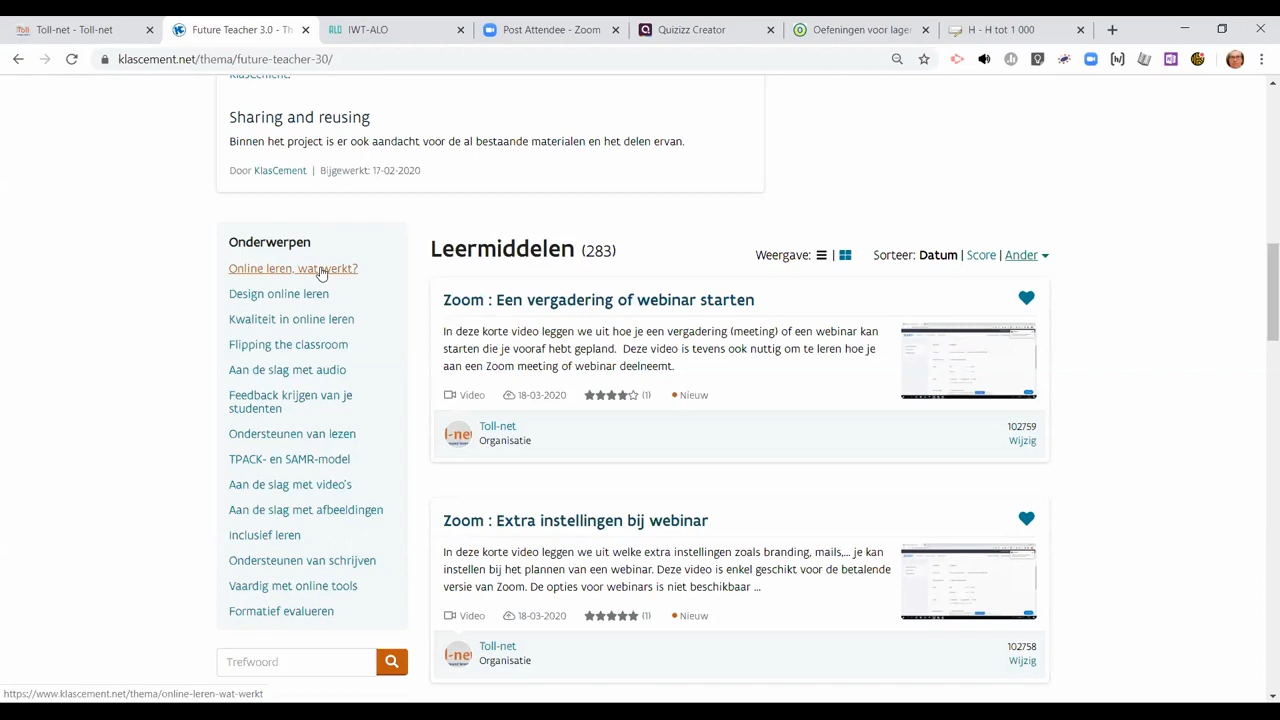 Toll-net - Toll-net
Future Teacher 3.0 - Th
IWT-ALO
Post Attendee - Zoom
Quizizz Creator
Oefeningen voor lager
H - H tot 1 000
klascement.net/thema/future-teacher-30/
KlasCement.
Sharing and reusing
Binnen het project is er ook aandacht voor de al bestaande materialen en het delen ervan.
Door KlasCement | Bijgewerkt: 17-02-2020
Onderwerpen
Online leren, wat werkt?
Design online leren
Kwaliteit in online leren
Flipping the classroom
Aan de slag met audio
Feedback krijgen van je
studenten
Ondersteunen van lezen
TPACK- en SAMR-model
Aan de slag met video's
Aan de slag met afbeeldingen
Inclusief leren
Ondersteunen van schrijven
Vaardig met online tools
Formatief evalueren
Trefwoord
Leermiddelen (283)
Weergave: | Sorteer: Datum | Score | Ander
Zoom : Een vergadering of webinar starten
In deze korte video leggen we uit hoe je een vergadering (meeting) of een webinar kan
starten die je vooraf hebt gepland. Deze video is tevens ook nuttig om te leren hoe je
aan een Zoom meeting of webinar deelneemt.
Video 18-03-2020 (1) Nieuw
Toll-net
Organisatie
102759
Wijzig
Zoom : Extra instellingen bij webinar
In deze korte video leggen we uit welke extra instellingen zoals branding, mails,... je kan
instellen bij het plannen van een webinar. Deze video is enkel geschikt voor de betalende
versie van Zoom. De opties voor webinars is niet beschikbaar ...
Video 18-03-2020 (1) Nieuw
Toll-net
Organisatie
102758
Wijzig
https://www.klascement.net/thema/online-leren-wat-werkt